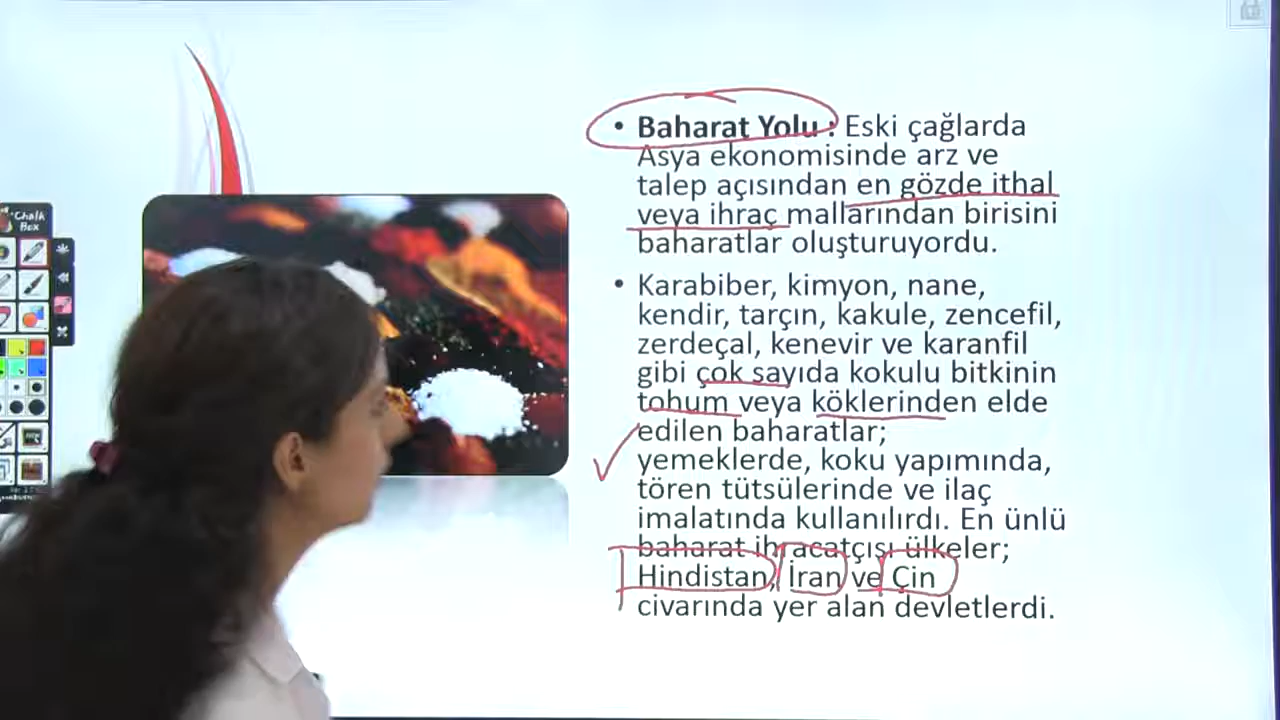 • Baharat Yolu : Eski çağlarda
Asya ekonomisinde arz ve
talep açısından en gözde ithal
veya ihraç mallarından birisini
baharatlar oluşturuyordu.
• Karabiber, kimyon, nane,
kendir, tarçın, kakule, zencefil,
zerdeçal, kenevir ve karanfil
gibi çok sayıda kokulu bitkinin
tohum veya köklerinden elde
edilen baharatlar;
yemeklerde, koku yapımında,
tören tütsülerinde ve ilaç
imalatında kullanılırdı. En ünlü
baharat ihracatçısı ülkeler;
Hindistan, İran ve Çin
civarında yer alan devletlerdi.
Chalk
Box